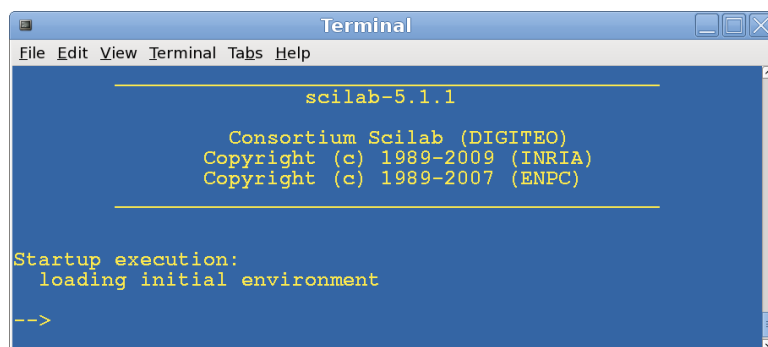 Terminal
File Edit View Terminal Tabs Help
scilab-5.1.1
Consortium Scilab (DIGITEO)
Copyright (c) 1989-2009 (INRIA)
Copyright (c) 1989-2007 (ENPC)
Startup execution:
loading initial environment
-->